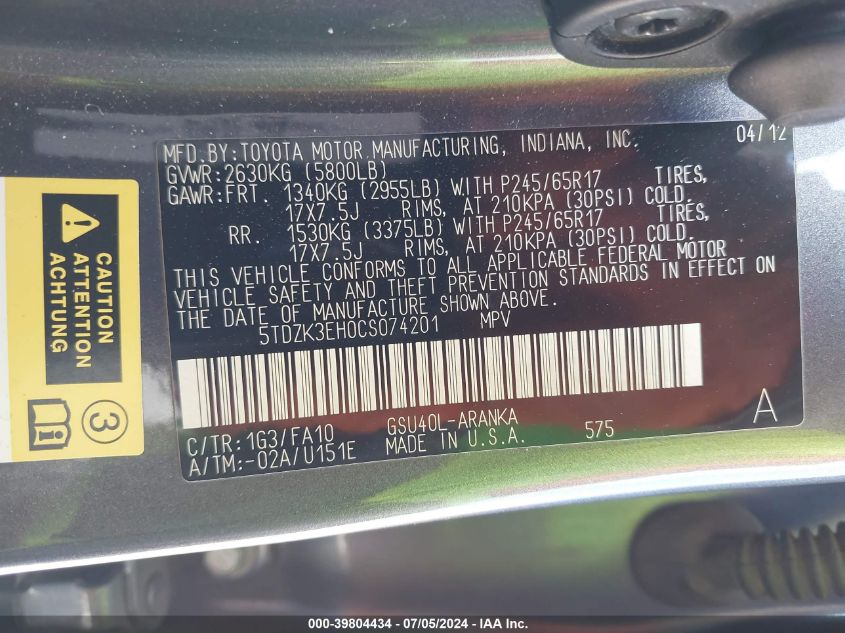 MFD.BY:TOYOTA MOTOR MANUFACTURING, INDIANA, INC. 04/12
GVWR:2630KG (5800LB)
GAWR:FRT. 1340KG (2955LB) WITH P245/65R17 TIRES,
17X7.5J RIMS, AT 210KPA (30PSI) COLD.
RR. 1530KG (3375LB) WITH P245/65R17 TIRES,
17X7.5J RIMS, AT 210KPA (30PSI) COLD.
THIS VEHICLE CONFORMS TO ALL APPLICABLE FEDERAL MOTOR
VEHICLE SAFETY AND THEFT PREVENTION STANDARDS IN EFFECT ON
THE DATE OF MANUFACTURE SHOWN ABOVE.
5TDZK3EH0CS074201 MPV
C/TR:1G3/FA10 GSU40L-ARANKA
A/TM:-02A/U151E MADE IN U.S.A. 575 A
CAUTION
ATTENTION
ACHTUNG
3
000-39804434 - 07/05/2024 - IAA Inc.